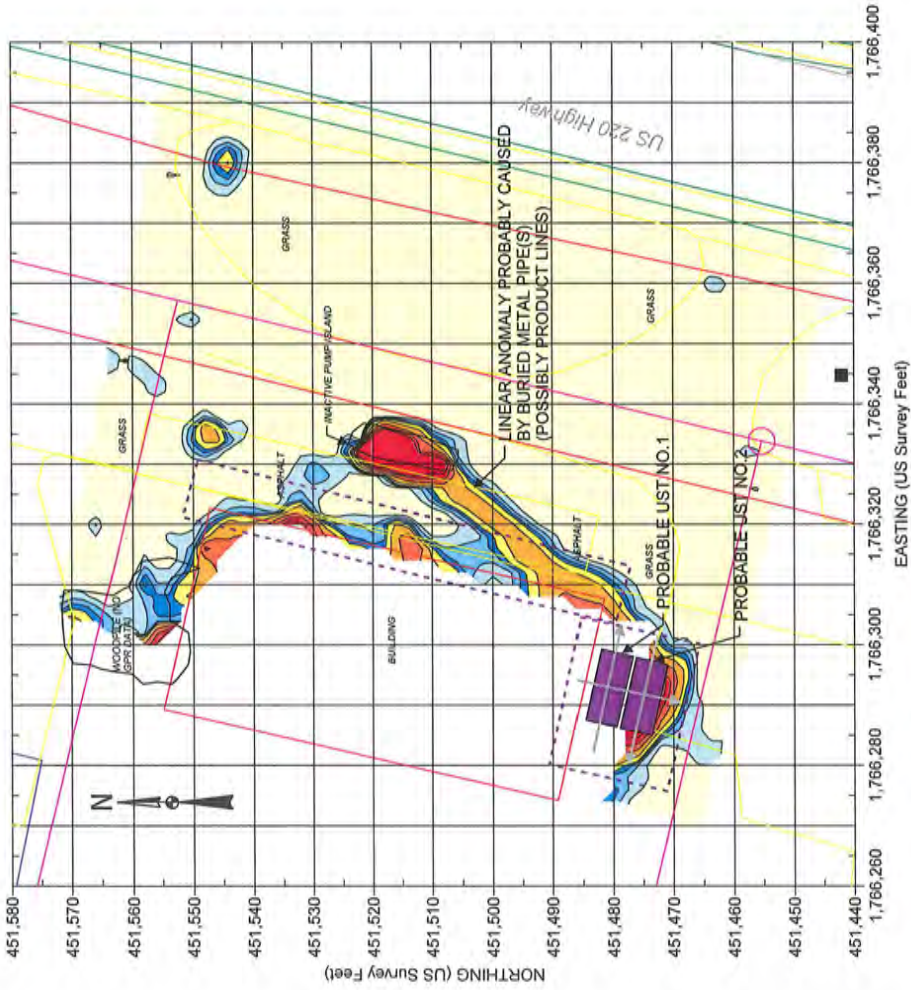 N
WOODPILE (NO
GPR DATA)
GRASS
GRASS
ASPHALT
INACTIVE PUMP ISLAND
BUILDING
US 220 Highway
LINEAR ANOMALY PROBABLY CAUSED
BY BURIED METAL PIPE(S)
(POSSIBLY PRODUCT LINES)
ASPHALT
GRASS
GRASS
PROBABLE UST NO.1
PROBABLE UST NO.2
NORTHING (US Survey Feet)
451,580
451,570
451,560
451,550
451,540
451,530
451,520
451,510
451,500
451,490
451,480
451,470
451,460
451,450
451,440
1,766,260
1,766,280
1,766,300
1,766,320
1,766,340
1,766,360
1,766,380
1,766,400
EASTING (US Survey Feet)